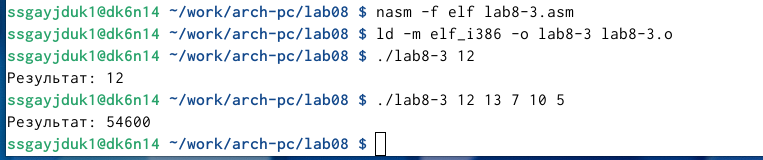 ssgayjduk1@dk6n14 ~/work/arch-pc/lab08 $ nasm -f elf lab8-3.asm
ssgayjduk1@dk6n14 ~/work/arch-pc/lab08 $ ld -m elf_i386 -o lab8-3 lab8-3.o
ssgayjduk1@dk6n14 ~/work/arch-pc/lab08 $ ./lab8-3 12
Результат: 12
ssgayjduk1@dk6n14 ~/work/arch-pc/lab08 $ ./lab8-3 12 13 7 10 5
Результат: 54600
ssgayjduk1@dk6n14 ~/work/arch-pc/lab08 $